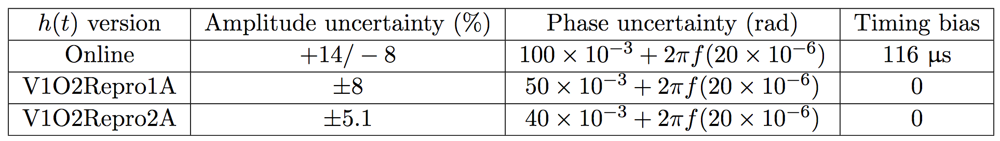 h(t) version Amplitude uncertainty (%) Phase uncertainty (rad) Timing bias
Online +14/ − 8 100 × 10⁻³ + 2πf(20 × 10⁻⁶) 116 µs
V1O2Repro1A ±8 50 × 10⁻³ + 2πf(20 × 10⁻⁶) 0
V1O2Repro2A ±5.1 40 × 10⁻³ + 2πf(20 × 10⁻⁶) 0